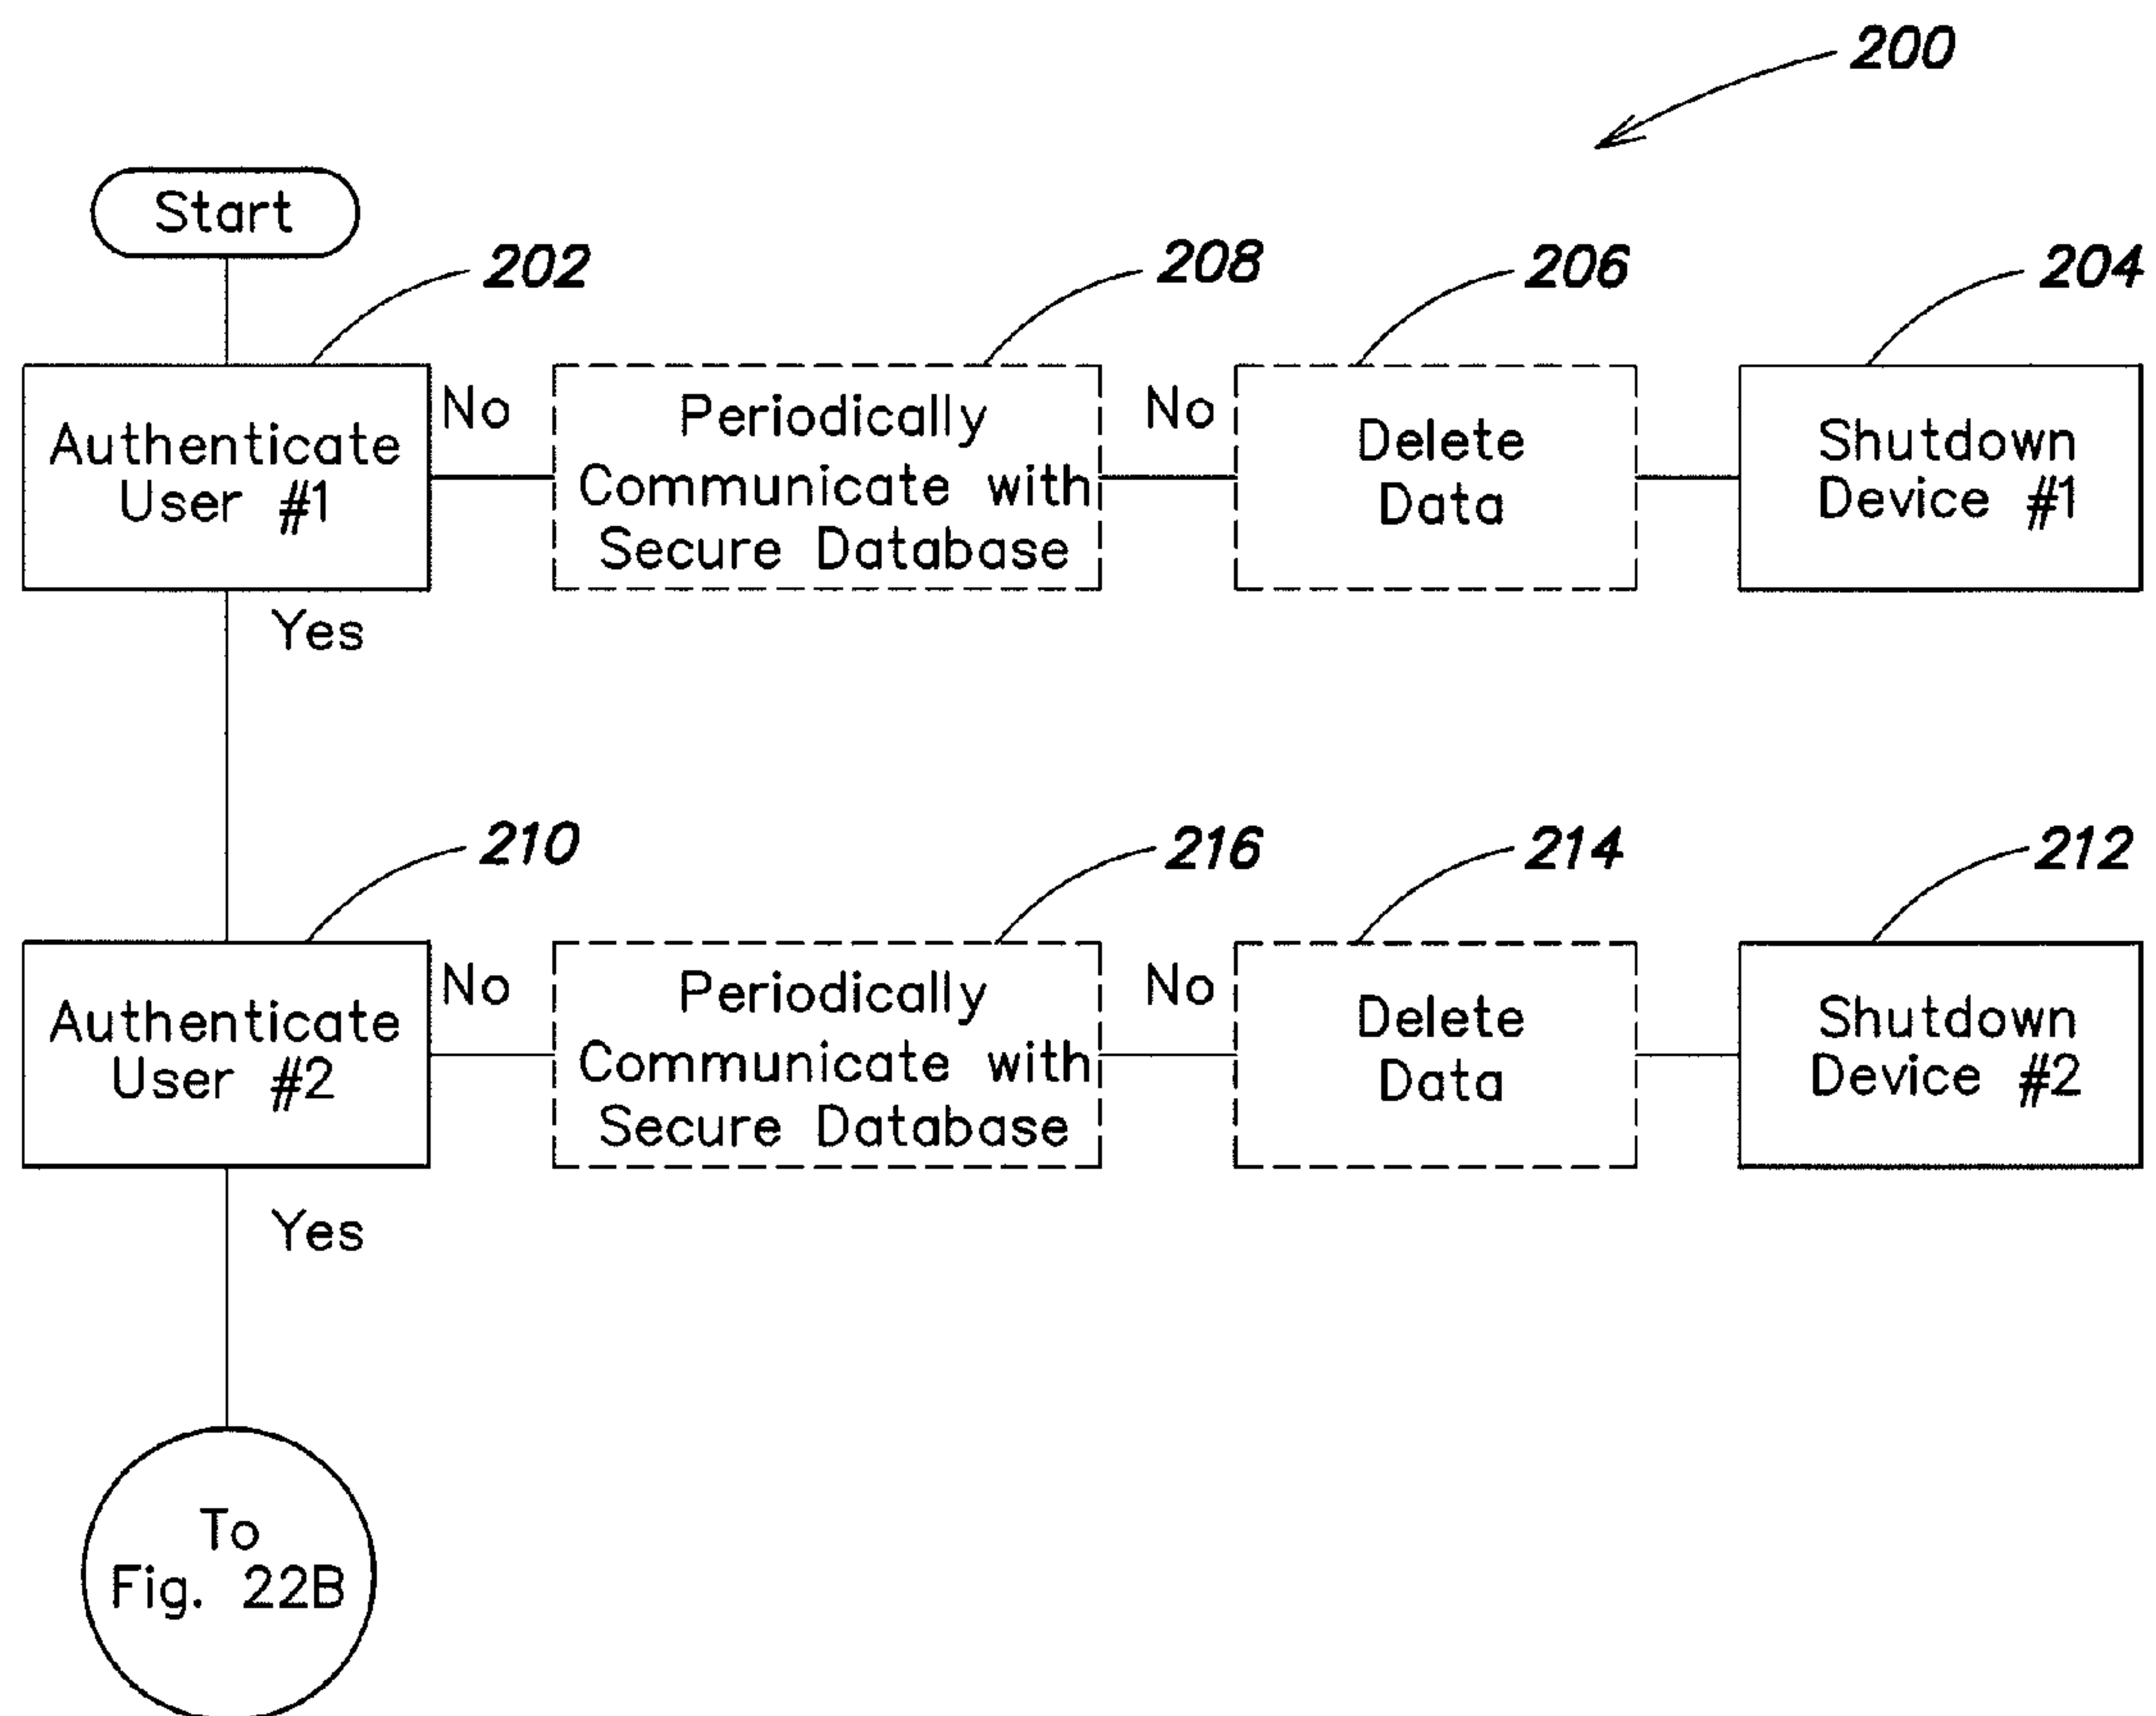 200
Start
202
208
206
204
Authenticate
User #1
No
Periodically
Communicate with
Secure Database
No
Delete
Data
Shutdown
Device #1
Yes
210
216
214
212
Authenticate
User #2
No
Periodically
Communicate with
Secure Database
No
Delete
Data
Shutdown
Device #2
Yes
To
Fig. 22B